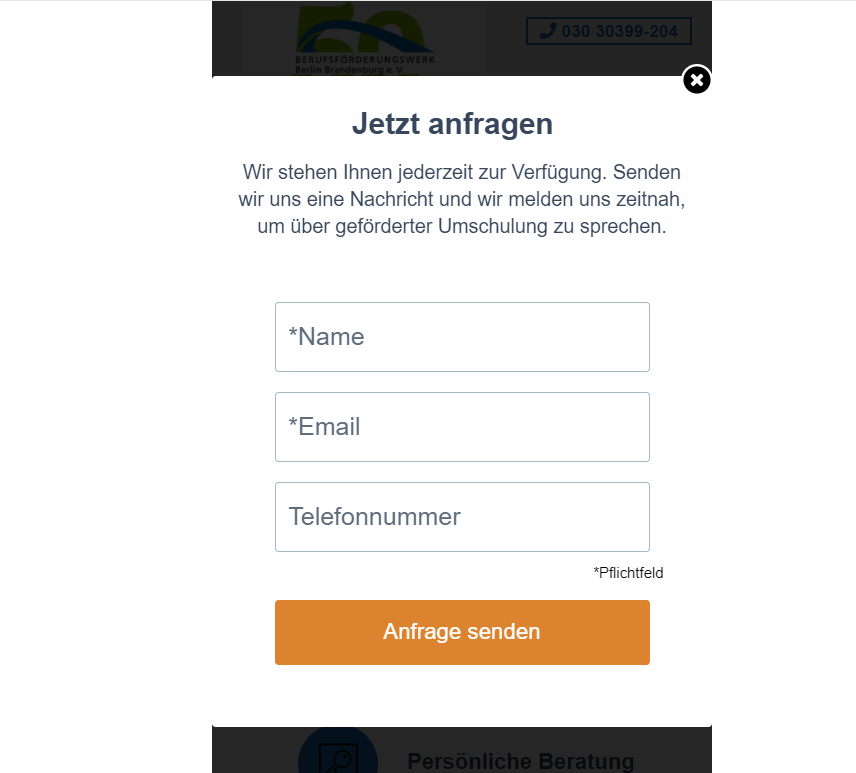 BERUFSFÖRDERUNGSWERK
Berlin Brandenburg e. V.
030 30399-204
Jetzt anfragen
Wir stehen Ihnen jederzeit zur Verfügung. Senden
wir uns eine Nachricht und wir melden uns zeitnah,
um über geförderter Umschulung zu sprechen.
*Name
*Email
Telefonnummer
*Pflichtfeld
Anfrage senden
Persönliche Beratung